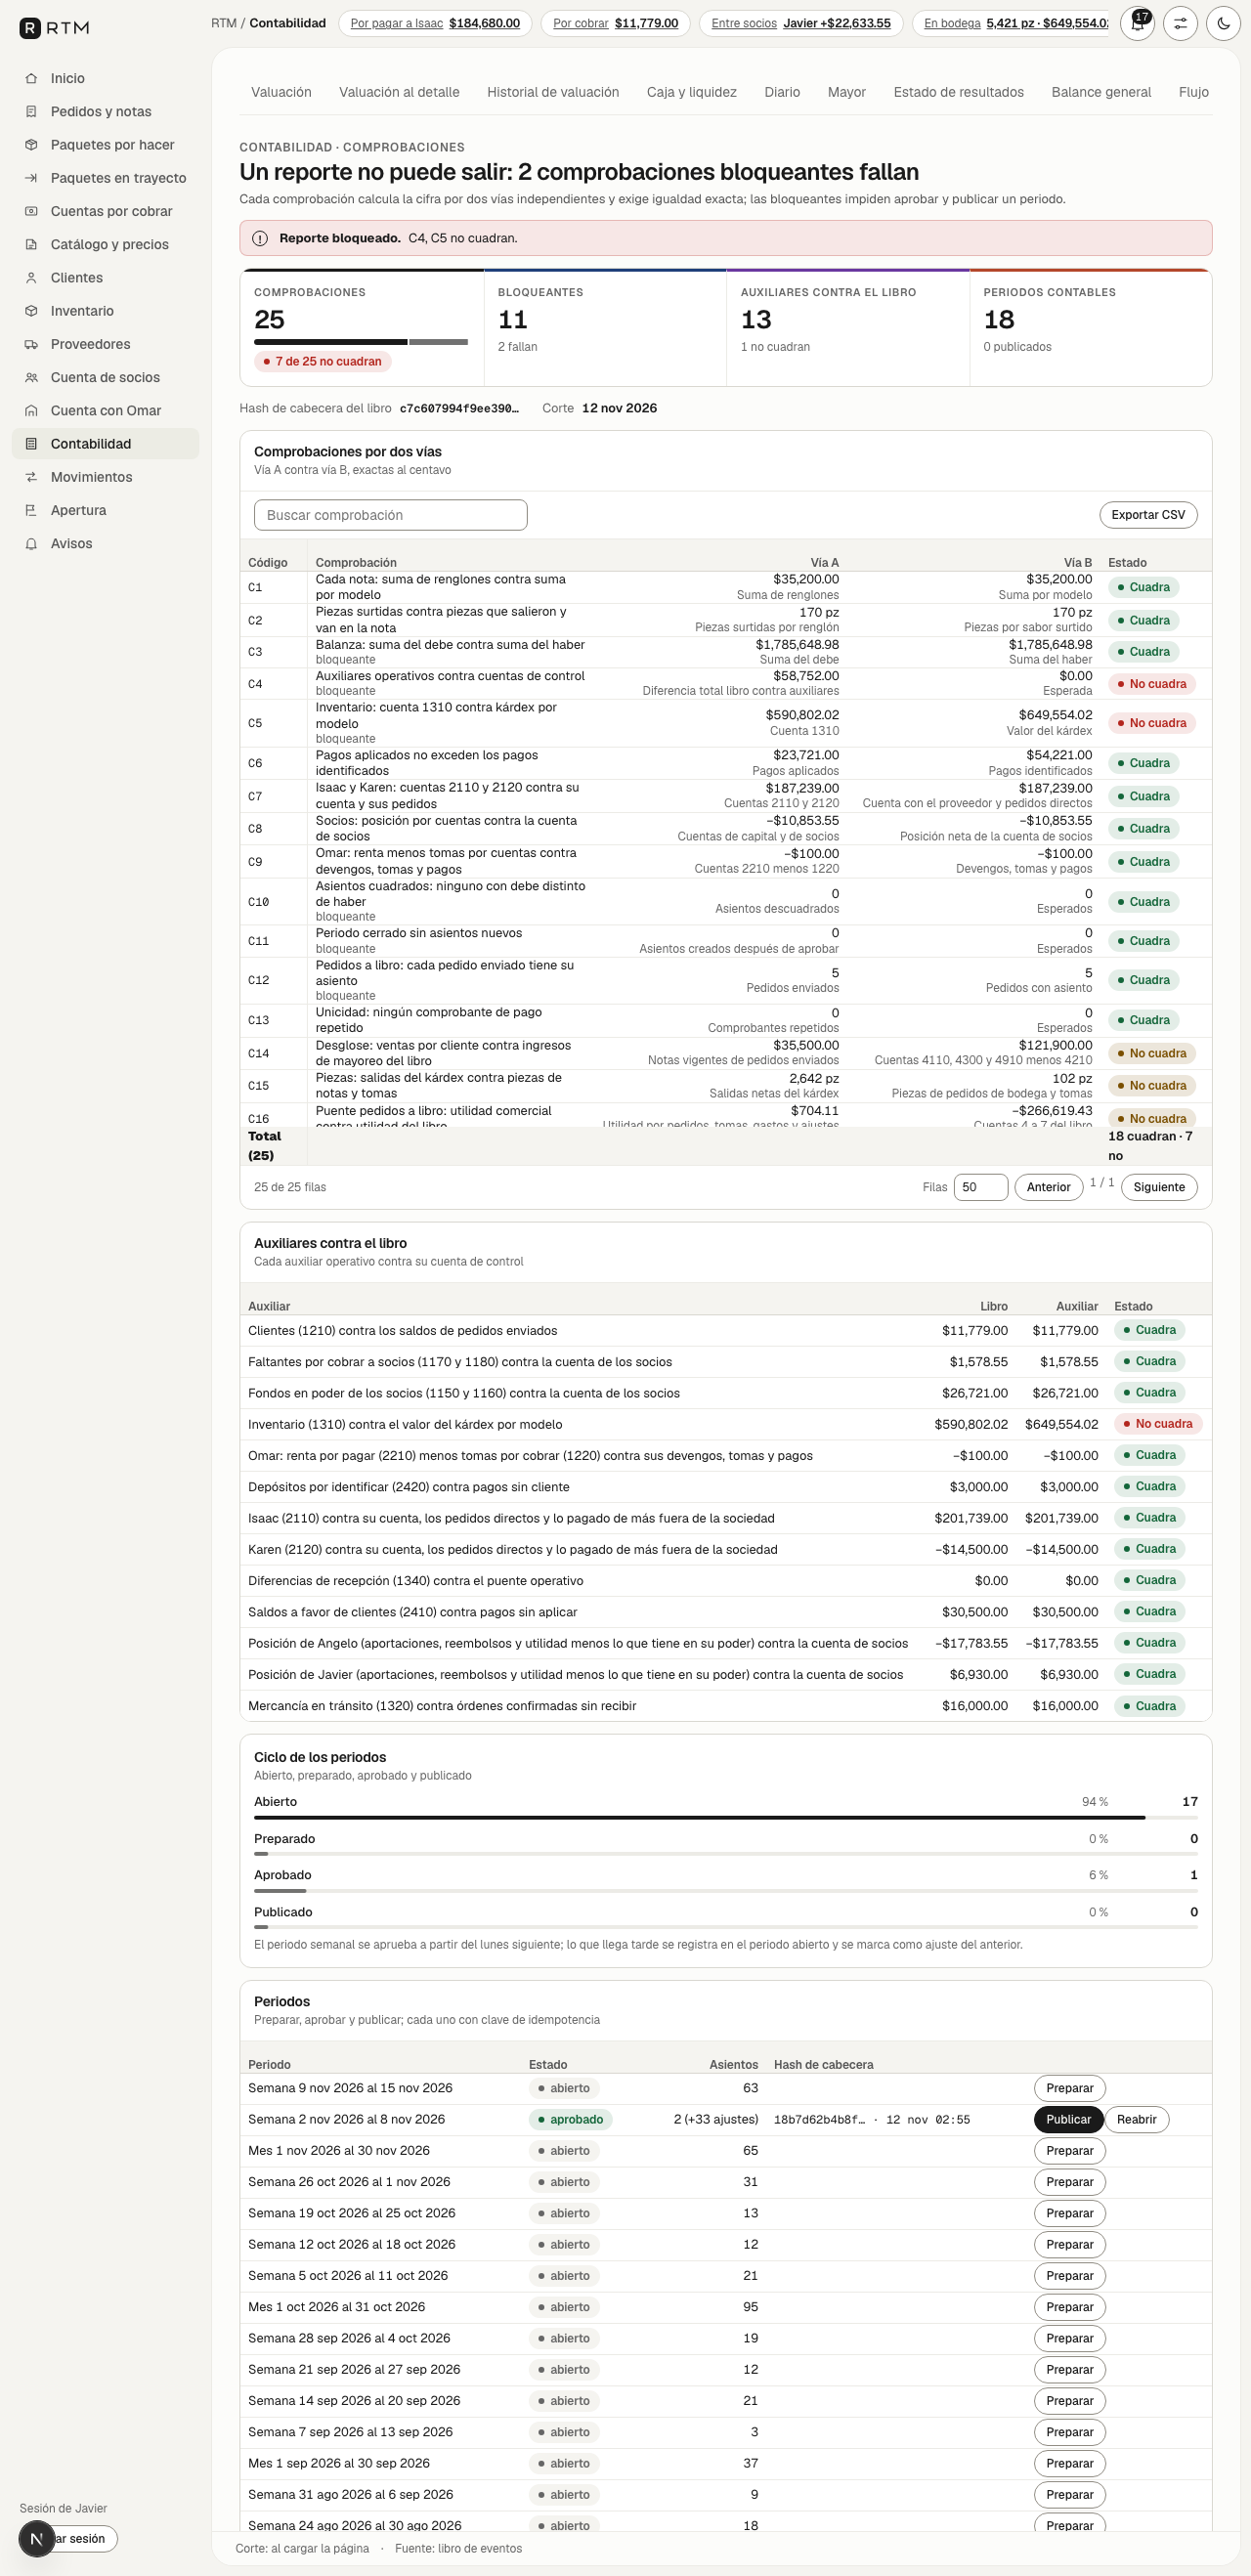 RTM
RTM / Contabilidad
Por pagar a Isaac $184,680.00
Por cobrar $11,779.00
Entre socios Javier +$22,633.55
En bodega 5,421 pz · $649,554.02
17
Inicio
Pedidos y notas
Paquetes por hacer
Paquetes en trayecto
Cuentas por cobrar
Catálogo y precios
Clientes
Inventario
Proveedores
Cuenta de socios
Cuenta con Omar
Contabilidad
Movimientos
Apertura
Avisos
Valuación Valuación al detalle Historial de valuación Caja y liquidez Diario Mayor Estado de resultados Balance general Flujo
CONTABILIDAD · COMPROBACIONES
Un reporte no puede salir: 2 comprobaciones bloqueantes fallan
Cada comprobación calcula la cifra por dos vías independientes y exige igualdad exacta; las bloqueantes impiden aprobar y publicar un periodo.
Reporte bloqueado. C4, C5 no cuadran.
COMPROBACIONES
25
7 de 25 no cuadran
BLOQUEANTES
11
2 fallan
AUXILIARES CONTRA EL LIBRO
13
1 no cuadran
PERIODOS CONTABLES
18
0 publicados
Hash de cabecera del libro c7c607994f9ee390… Corte 12 nov 2026
Comprobaciones por dos vías
Vía A contra vía B, exactas al centavo
Buscar comprobación
Exportar CSV
Código Comprobación Vía A Vía B Estado
C1 Cada nota: suma de renglones contra suma $35,200.00 $35,200.00 Cuadra
por modelo Suma de renglones Suma por modelo
C2 Piezas surtidas contra piezas que salieron y 170 pz 170 pz Cuadra
van en la nota Piezas surtidas por renglón Piezas por sabor surtido
C3 Balanza: suma del debe contra suma del haber $1,785,648.98 $1,785,648.98 Cuadra
bloqueante Suma del debe Suma del haber
C4 Auxiliares operativos contra cuentas de control $58,752.00 $0.00 No cuadra
bloqueante Diferencia total libro contra auxiliares Esperada
C5 Inventario: cuenta 1310 contra kárdex por $590,802.02 $649,554.02 No cuadra
modelo Cuenta 1310 Valor del kárdex
bloqueante
C6 Pagos aplicados no exceden los pagos $23,721.00 $54,221.00 Cuadra
identificados Pagos aplicados Pagos identificados
C7 Isaac y Karen: cuentas 2110 y 2120 contra su $187,239.00 $187,239.00 Cuadra
cuenta y sus pedidos Cuentas 2110 y 2120 Cuenta con el proveedor y pedidos directos
C8 Socios: posición por cuentas contra la cuenta −$10,853.55 −$10,853.55 Cuadra
de socios Cuentas de capital y de socios Posición neta de la cuenta de socios
C9 Omar: renta menos tomas por cuentas contra −$100.00 −$100.00 Cuadra
devengos, tomas y pagos Cuentas 2210 menos 1220 Devengos, tomas y pagos
C10 Asientos cuadrados: ninguno con debe distinto 0 0 Cuadra
de haber Asientos descuadrados Esperados
bloqueante
C11 Periodo cerrado sin asientos nuevos 0 0 Cuadra
bloqueante Asientos creados después de aprobar Esperados
C12 Pedidos a libro: cada pedido enviado tiene su 5 5 Cuadra
asiento Pedidos enviados Pedidos con asiento
bloqueante
C13 Unicidad: ningún comprobante de pago 0 0 Cuadra
repetido Comprobantes repetidos Esperados
C14 Desglose: ventas por cliente contra ingresos $35,500.00 $121,900.00 No cuadra
de mayoreo del libro Notas vigentes de pedidos enviados Cuentas 4110, 4300 y 4910 menos 4210
C15 Piezas: salidas del kárdex contra piezas de 2,642 pz 102 pz No cuadra
notas y tomas Salidas netas del kárdex Piezas de pedidos de bodega y tomas
C16 Puente pedidos a libro: utilidad comercial $704.11 −$266,619.43 No cuadra
contra utilidad del libro Utilidad por pedidos, tomas, gastos y ajustes Cuentas 4 a 7 del libro
Total 18 cuadran · 7
(25) no
25 de 25 filas Filas 50 Anterior 1 / 1 Siguiente
Auxiliares contra el libro
Cada auxiliar operativo contra su cuenta de control
Auxiliar Libro Auxiliar Estado
Clientes (1210) contra los saldos de pedidos enviados $11,779.00 $11,779.00 Cuadra
Faltantes por cobrar a socios (1170 y 1180) contra la cuenta de los socios $1,578.55 $1,578.55 Cuadra
Fondos en poder de los socios (1150 y 1160) contra la cuenta de los socios $26,721.00 $26,721.00 Cuadra
Inventario (1310) contra el valor del kárdex por modelo $590,802.02 $649,554.02 No cuadra
Omar: renta por pagar (2210) menos tomas por cobrar (1220) contra sus devengos, tomas y pagos −$100.00 −$100.00 Cuadra
Depósitos por identificar (2420) contra pagos sin cliente $3,000.00 $3,000.00 Cuadra
Isaac (2110) contra su cuenta, los pedidos directos y lo pagado de más fuera de la sociedad $201,739.00 $201,739.00 Cuadra
Karen (2120) contra su cuenta, los pedidos directos y lo pagado de más fuera de la sociedad −$14,500.00 −$14,500.00 Cuadra
Diferencias de recepción (1340) contra el puente operativo $0.00 $0.00 Cuadra
Saldos a favor de clientes (2410) contra pagos sin aplicar $30,500.00 $30,500.00 Cuadra
Posición de Angelo (aportaciones, reembolsos y utilidad menos lo que tiene en su poder) contra la cuenta de socios −$17,783.55 −$17,783.55 Cuadra
Posición de Javier (aportaciones, reembolsos y utilidad menos lo que tiene en su poder) contra la cuenta de socios $6,930.00 $6,930.00 Cuadra
Mercancía en tránsito (1320) contra órdenes confirmadas sin recibir $16,000.00 $16,000.00 Cuadra
Ciclo de los periodos
Abierto, preparado, aprobado y publicado
Abierto 94 % 17
Preparado 0 % 0
Aprobado 6 % 1
Publicado 0 % 0
El periodo semanal se aprueba a partir del lunes siguiente; lo que llega tarde se registra en el periodo abierto y se marca como ajuste del anterior.
Periodos
Preparar, aprobar y publicar; cada uno con clave de idempotencia
Periodo Estado Asientos Hash de cabecera
Semana 9 nov 2026 al 15 nov 2026 abierto 63 Preparar
Semana 2 nov 2026 al 8 nov 2026 aprobado 2 (+33 ajustes) 18b7d62b4b8f… · 12 nov 02:55 Publicar Reabrir
Mes 1 nov 2026 al 30 nov 2026 abierto 65 Preparar
Semana 26 oct 2026 al 1 nov 2026 abierto 31 Preparar
Semana 19 oct 2026 al 25 oct 2026 abierto 13 Preparar
Semana 12 oct 2026 al 18 oct 2026 abierto 12 Preparar
Semana 5 oct 2026 al 11 oct 2026 abierto 21 Preparar
Mes 1 oct 2026 al 31 oct 2026 abierto 95 Preparar
Semana 28 sep 2026 al 4 oct 2026 abierto 19 Preparar
Semana 21 sep 2026 al 27 sep 2026 abierto 12 Preparar
Semana 14 sep 2026 al 20 sep 2026 abierto 21 Preparar
Semana 7 sep 2026 al 13 sep 2026 abierto 3 Preparar
Mes 1 sep 2026 al 30 sep 2026 abierto 37 Preparar
Semana 31 ago 2026 al 6 sep 2026 abierto 9 Preparar
Semana 24 ago 2026 al 30 ago 2026 abierto 18 Preparar
Sesión de Javier
N ar sesión
Corte: al cargar la página · Fuente: libro de eventos